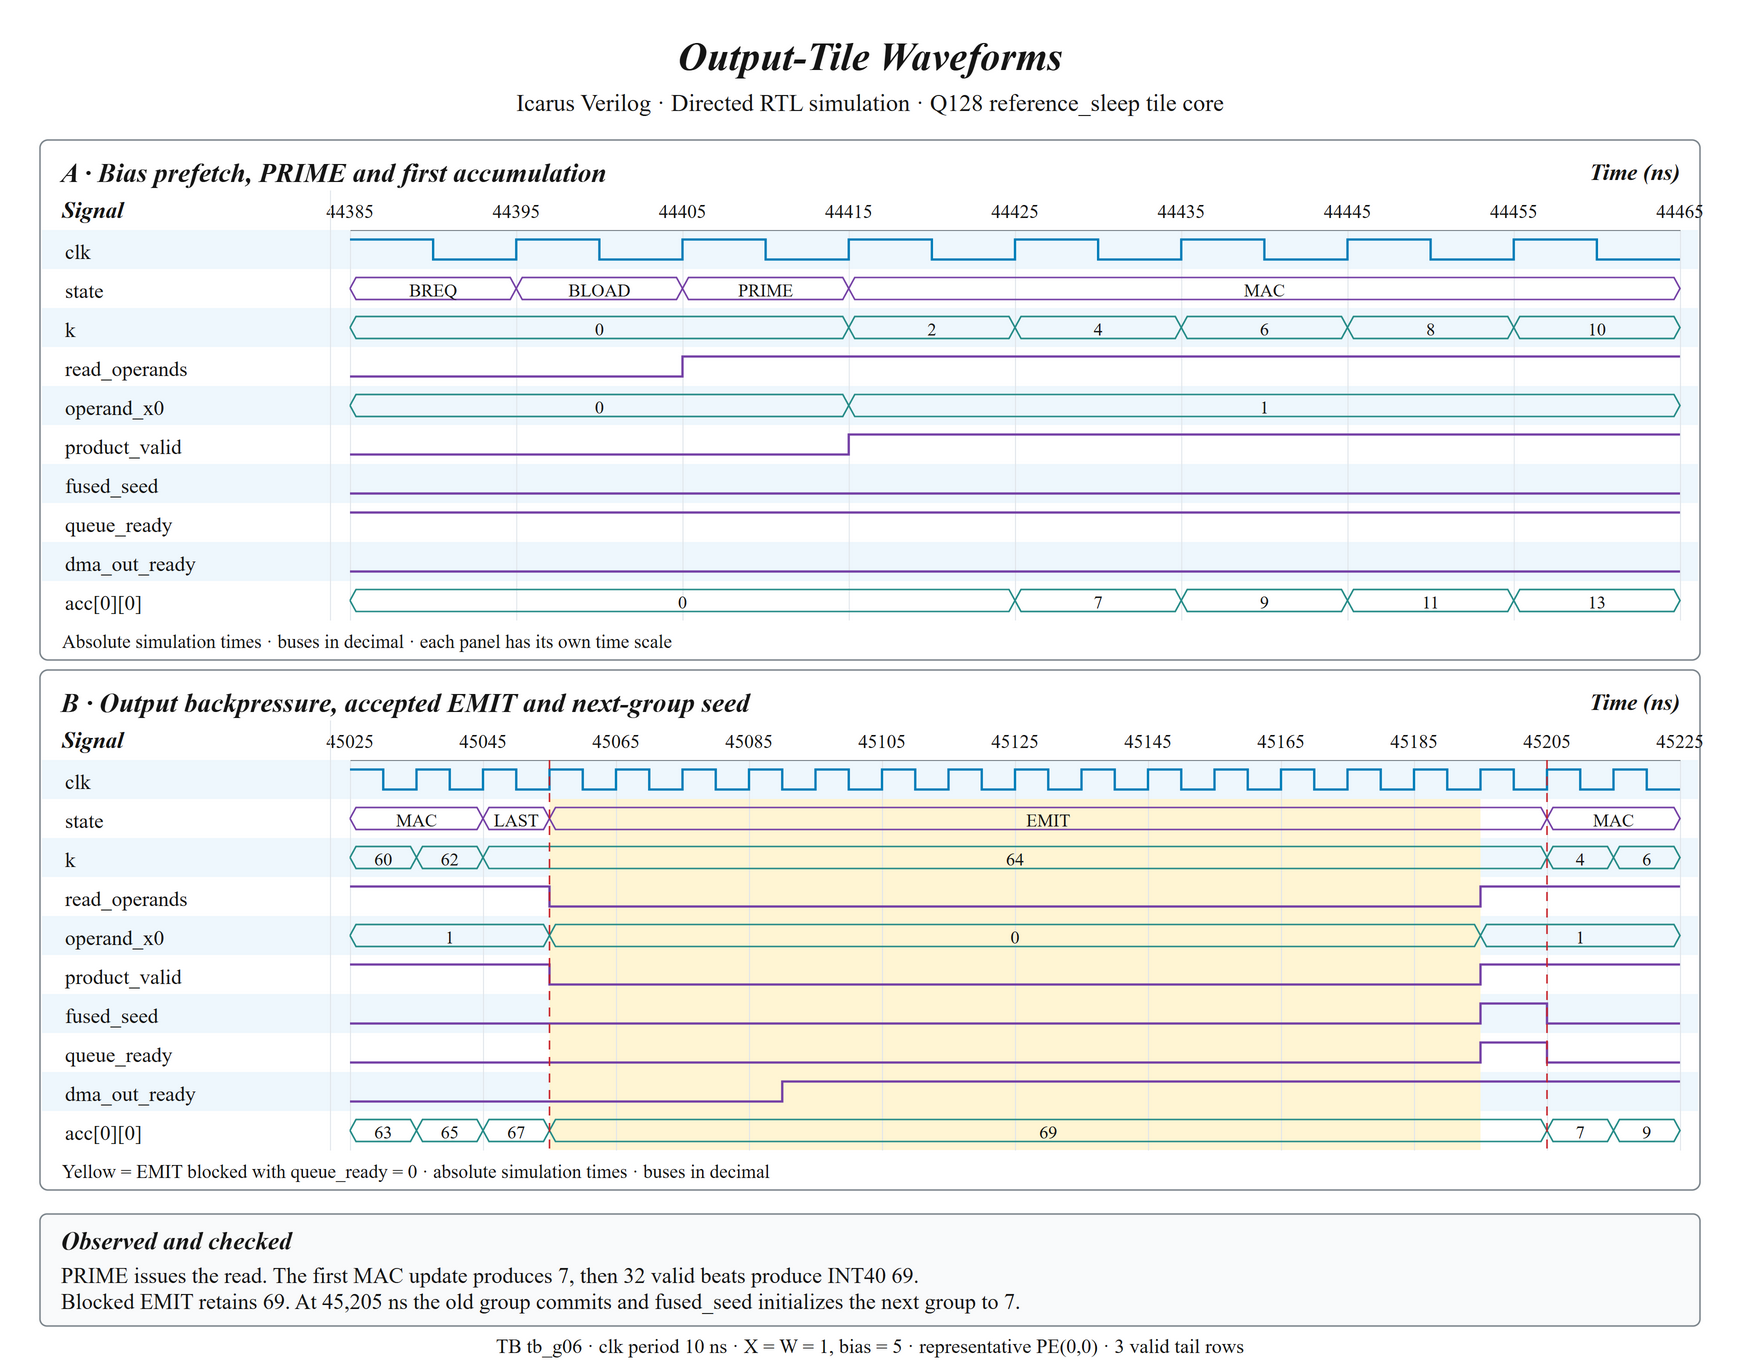 Output-Tile Waveforms
Icarus Verilog · Directed RTL simulation · Q128 reference_sleep tile core
A · Bias prefetch, PRIME and first accumulation Time (ns)
Signal 44385 44395 44405 44415 44425 44435 44445 44455 44465
clk
state BREQ BLOAD PRIME MAC
k 0 2 4 6 8 10
read_operands
operand_x0 0 1
product_valid
fused_seed
queue_ready
dma_out_ready
acc[0][0] 0 7 9 11 13
Absolute simulation times · buses in decimal · each panel has its own time scale
B · Output backpressure, accepted EMIT and next-group seed Time (ns)
Signal 45025 45045 45065 45085 45105 45125 45145 45165 45185 45205 45225
clk
state MAC LAST EMIT MAC
k 60 62 64 4 6
read_operands
operand_x0 1 0 1
product_valid
fused_seed
queue_ready
dma_out_ready
acc[0][0] 63 65 67 69 7 9
Yellow = EMIT blocked with queue_ready = 0 · absolute simulation times · buses in decimal
Observed and checked
PRIME issues the read. The first MAC update produces 7, then 32 valid beats produce INT40 69.
Blocked EMIT retains 69. At 45,205 ns the old group commits and fused_seed initializes the next group to 7.
TB tb_g06 · clk period 10 ns · X = W = 1, bias = 5 · representative PE(0,0) · 3 valid tail rows